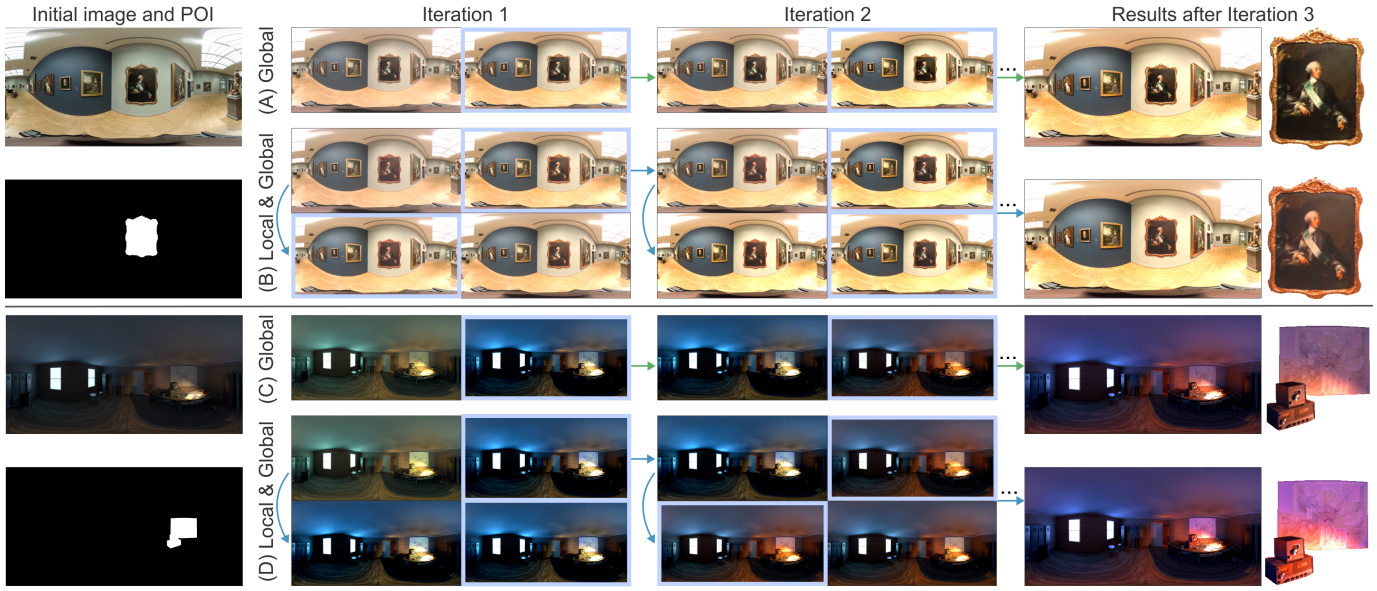 Initial image and POI
Iteration 1
Iteration 2
Results after Iteration 3
(A) Global
...
(B) Local & Global
...
(C) Global
...
(D) Local & Global
...